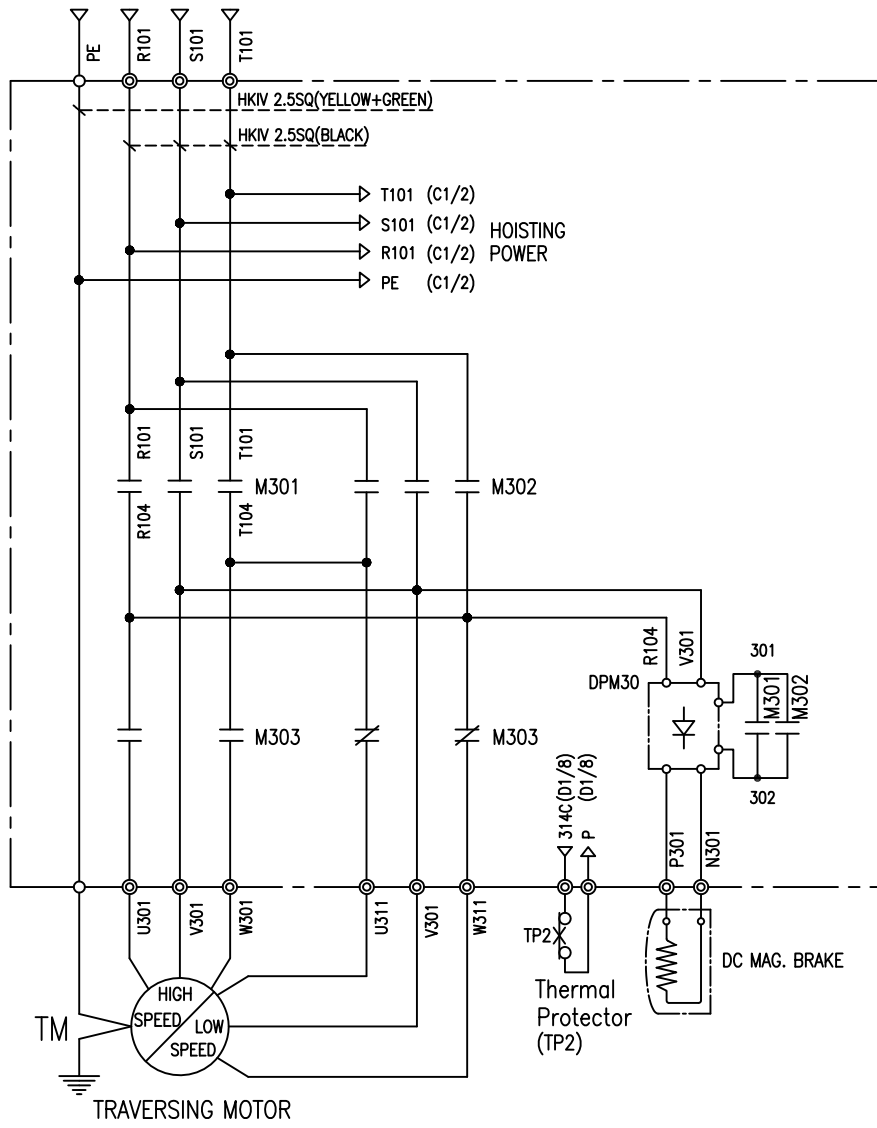 PE
R101
S101
T101
HKIV 2.5SQ(YELLOW+GREEN)
HKIV 2.5SQ(BLACK)
T101 (C1/2)
S101 (C1/2)
R101 (C1/2)
PE (C1/2)
HOISTING
POWER
R101
S101
T101
M301
M302
R104
T104
R104
V301
301
DPM30
M301
M302
302
M303
M303
314C(D1/8)
P (D1/8)
P301
N301
U301
V301
W301
U311
V301
W311
TP2
DC MAG. BRAKE
HIGH
SPEED
LOW
SPEED
TM
Thermal
Protector
(TP2)
TRAVERSING MOTOR